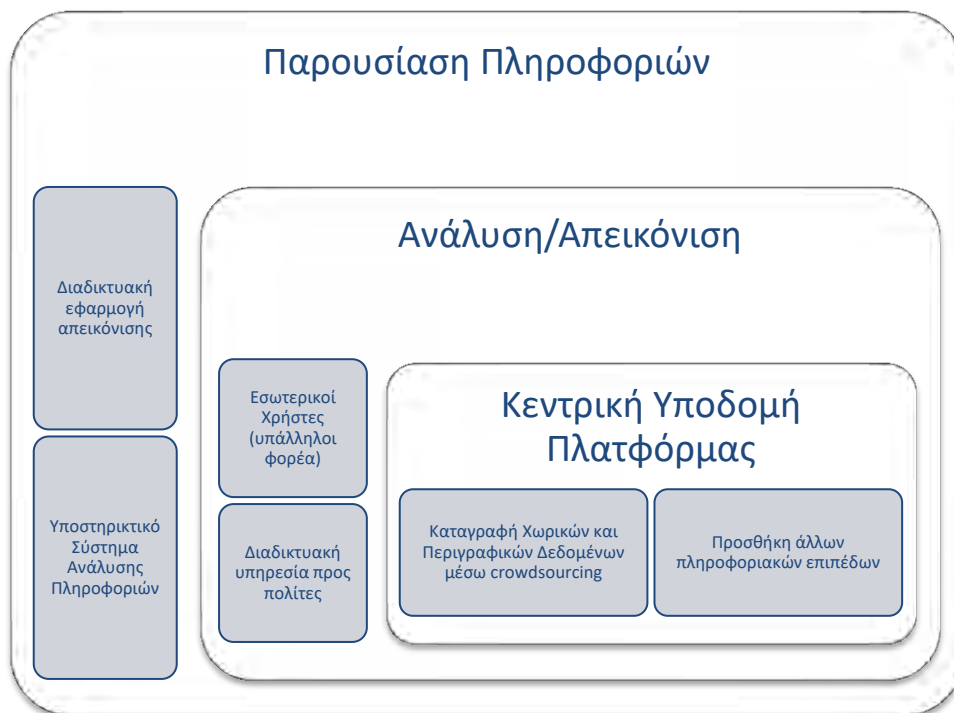 Παρουσίαση Πληροφοριών
Διαδικτυακή
εφαρμογή
απεικόνισης
Υποστηρικτικό
Σύστημα
Ανάλυσης
Πληροφοριών
Ανάλυση/Απεικόνιση
Εσωτερικοί
Χρήστες
(υπάλληλοι
φορέα)
Διαδικτυακή
υπηρεσία προς
πολίτες
Κεντρική Υποδομή
Πλατφόρμας
Καταγραφή Χωρικών και
Περιγραφικών Δεδομένων
μέσω crowdsourcing
Προσθήκη άλλων
πληροφοριακών επιπέδων